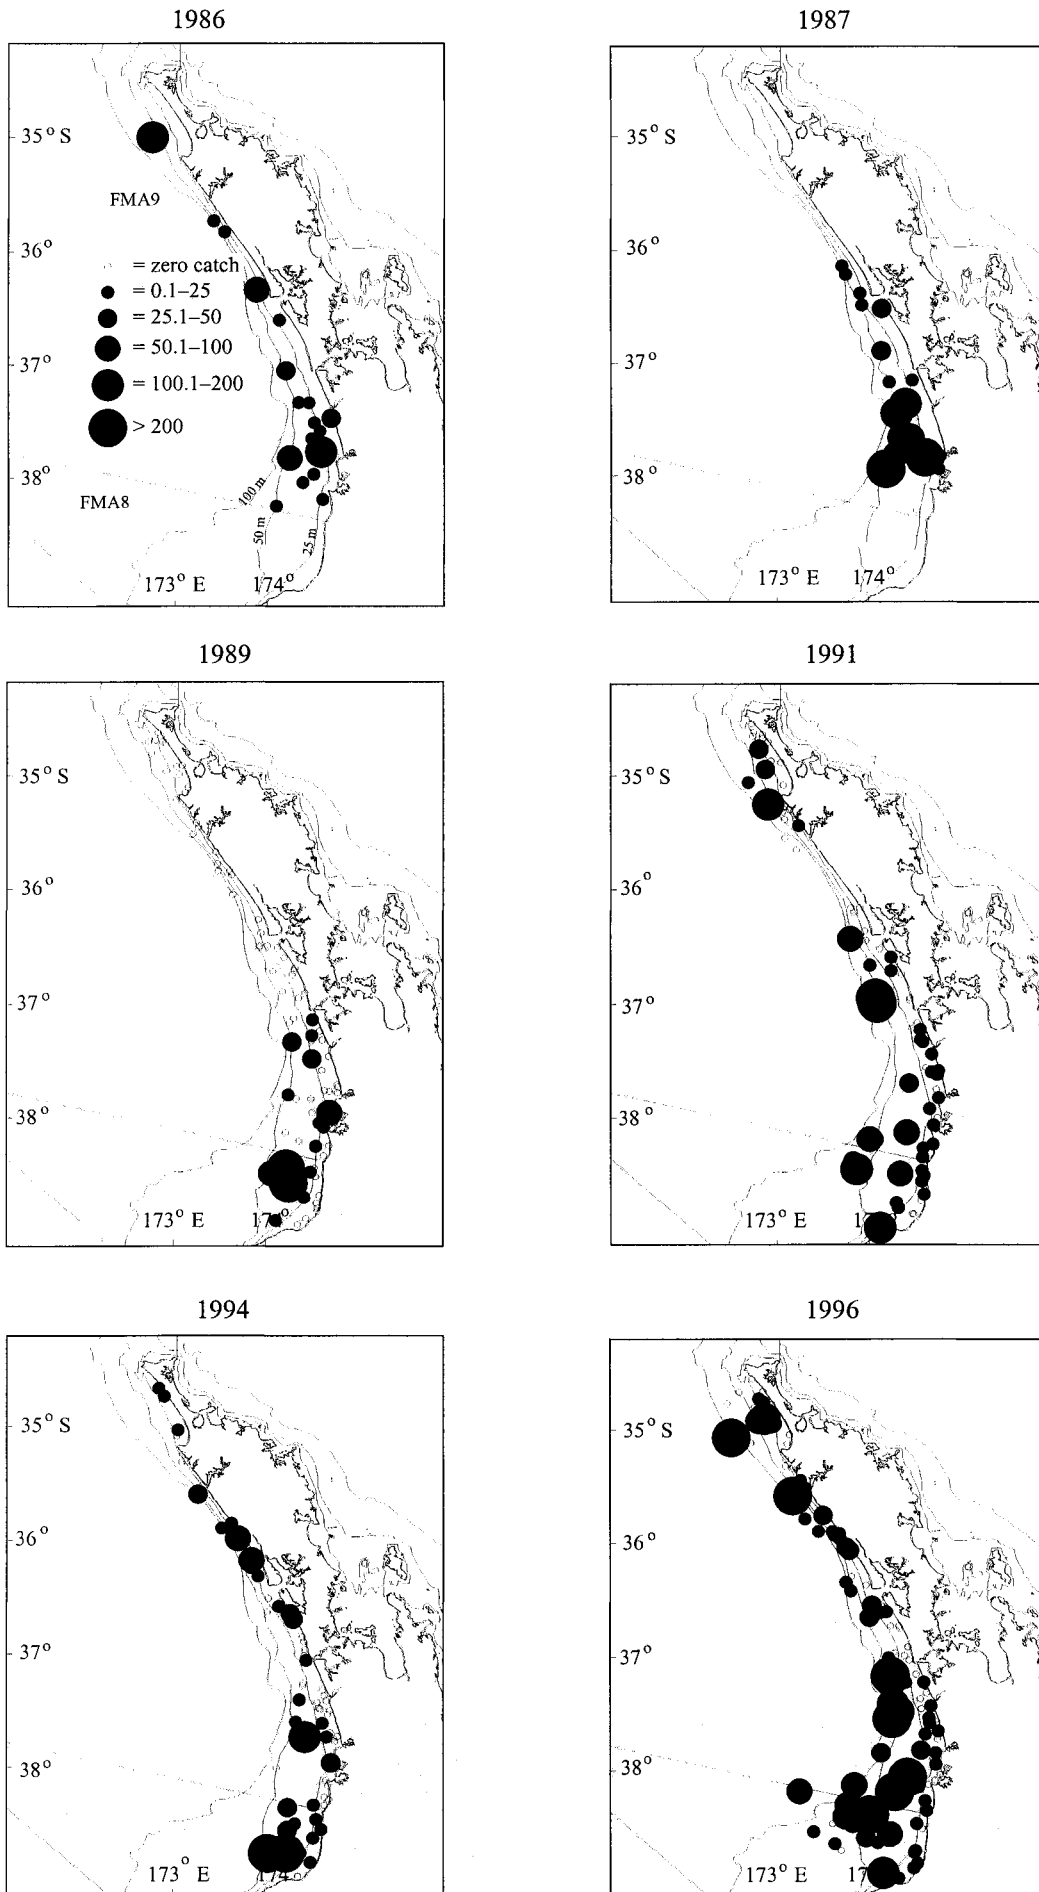 1986
35° S
FMA9
36°
= zero catch
= 0.1–25
= 25.1–50
= 50.1–100
= 100.1–200
> 200
37°
38°
FMA8
100 m
50 m
25 m
173° E 174°
1987
35° S
36°
37°
38°
173° E 174°
1989
35° S
36°
37°
38°
173° E
1991
35° S
36°
37°
38°
173° E
1994
35° S
36°
37°
38°
173° E 174
1996
35° S
36°
37°
38°
173° E